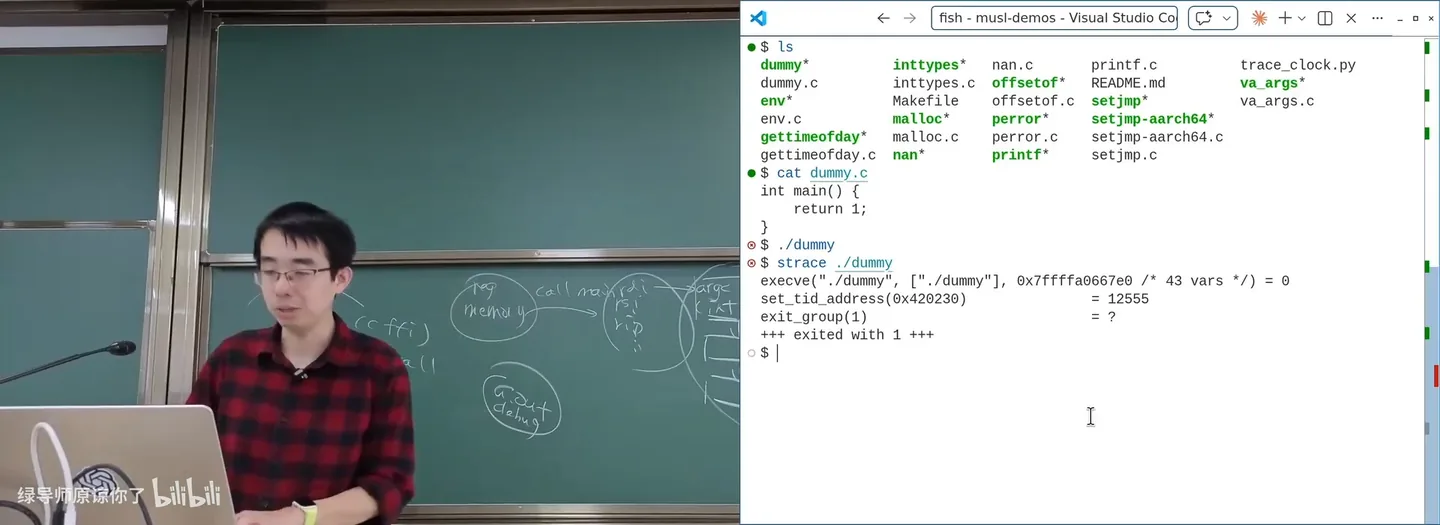 fish - musl-demos - Visual Studio Co
$ ls
dummy* inttypes* nan.c printf.c trace_clock.py
dummy.c inttypes.c offsetof* README.md va_args*
env* Makefile offsetof.c setjmp* va_args.c
env.c malloc* perror* setjmp-aarch64*
gettimeofday* malloc.c perror.c setjmp-aarch64.c
gettimeofday.c nan* printf* setjmp.c
$ cat dummy.c
int main() {
return 1;
}
$ ./dummy
$ strace ./dummy
execve("./dummy", ["./dummy"], 0x7ffffa0667e0 /* 43 vars */) = 0
set_tid_address(0x420230) = 12555
exit_group(1) = ?
+++ exited with 1 +++
$
reg
memory
call main
rdi
rsi
rip
argc
(cffi)
a.out
debug
绿导师原谅你了 bilibili